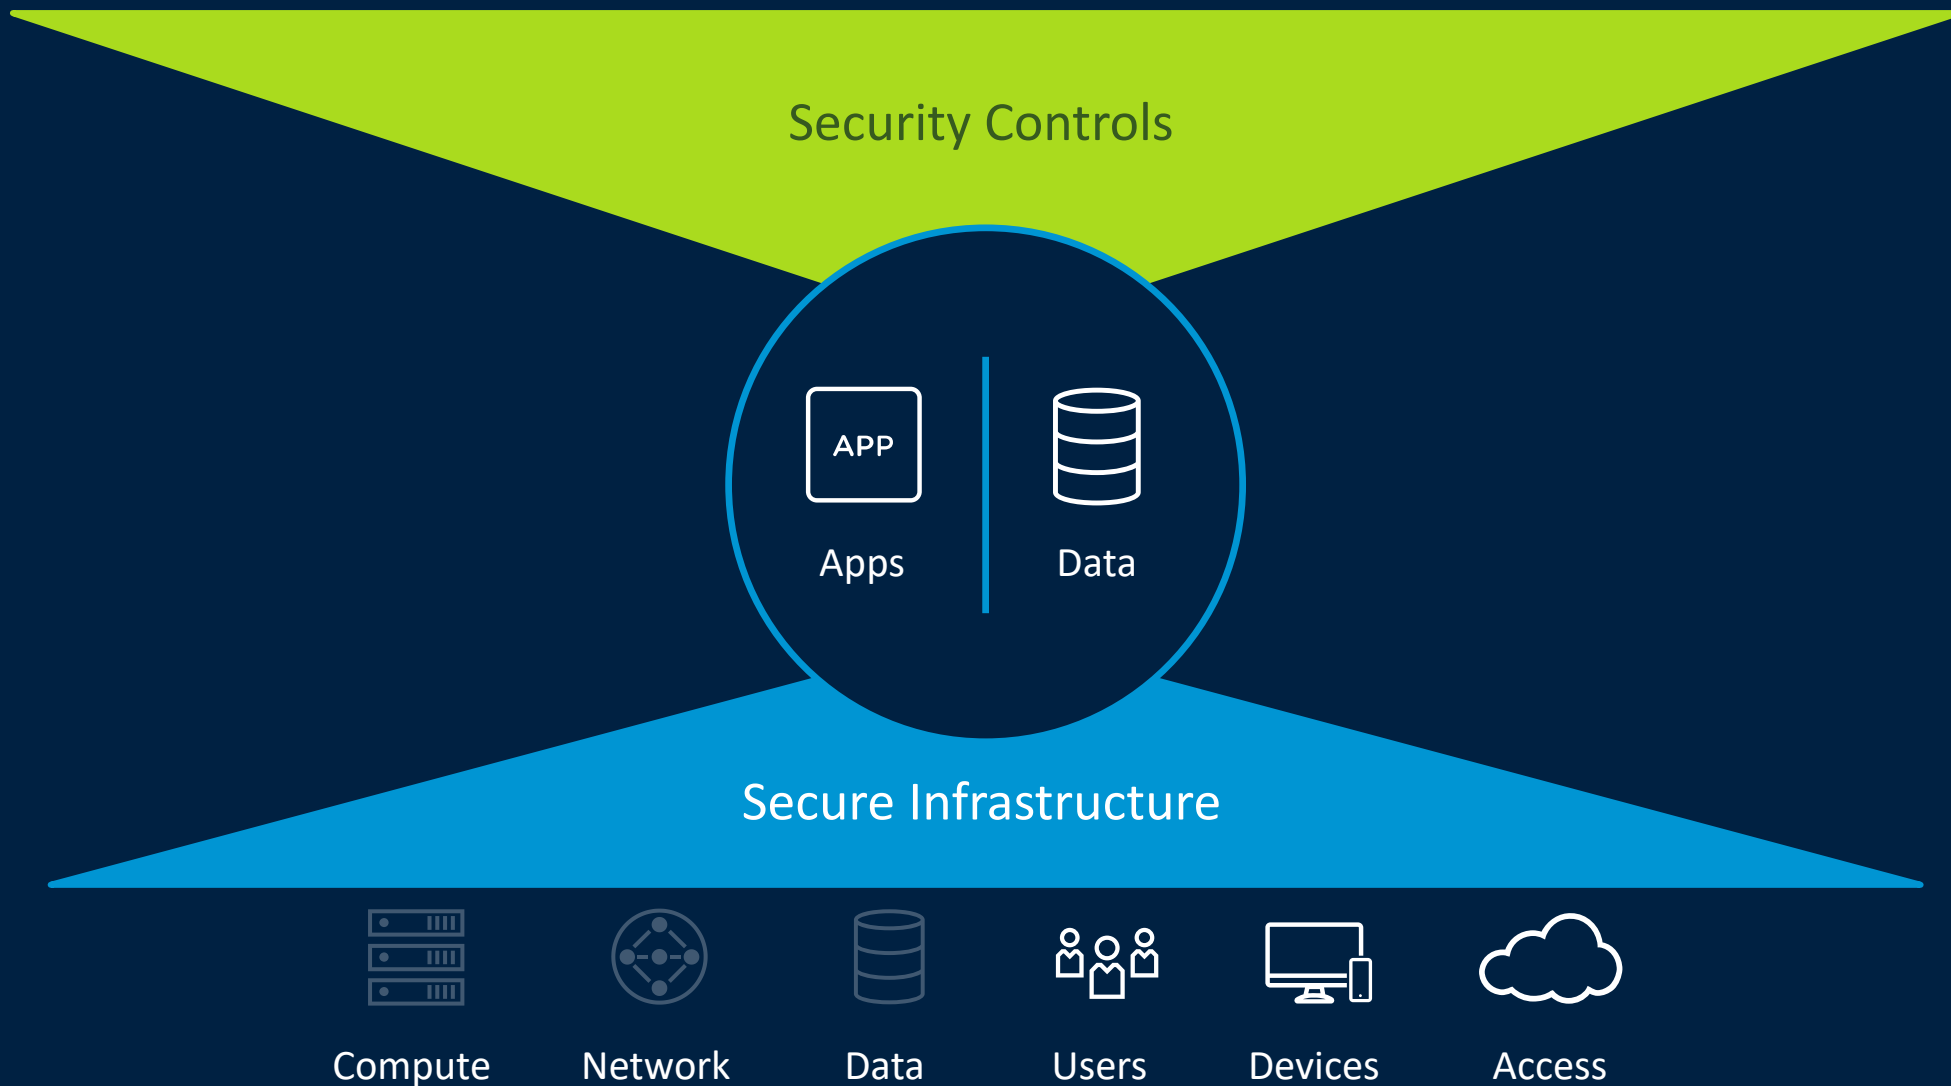 Security Controls
APP
Apps
Data
Secure Infrastructure
Compute
Network
Data
Users
Devices
Access